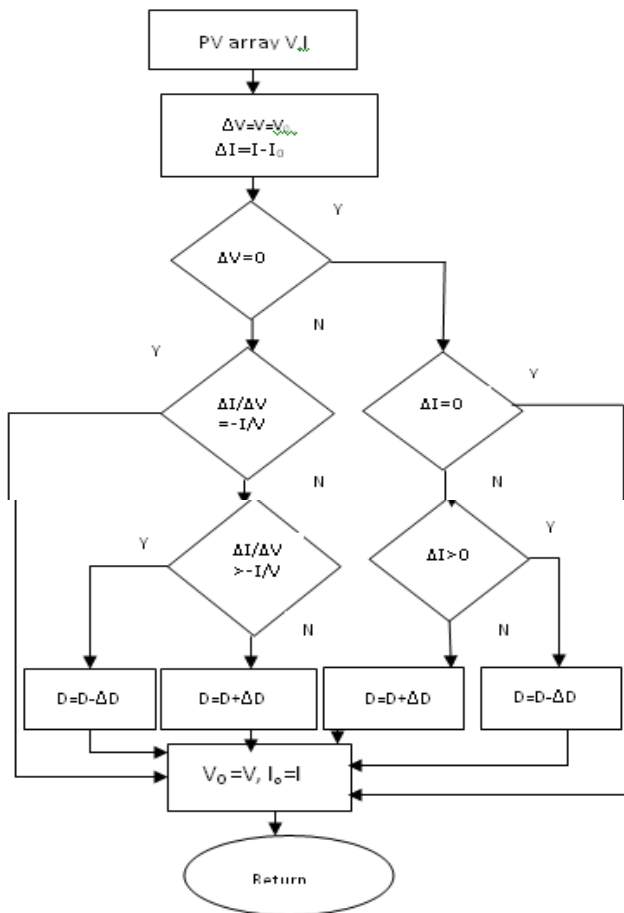 PV array V,I
ΔV=V=V₀
ΔI=I-I₀
Y
ΔV=0
N
Y
ΔI/ΔV
=-I/V
ΔI=0
Y
N
N
Y
ΔI/ΔV
>-I/V
ΔI>0
Y
N
N
D=D-ΔD
D=D+ΔD
D=D+ΔD
D=D-ΔD
V₀=V, Iₒ=I
Return